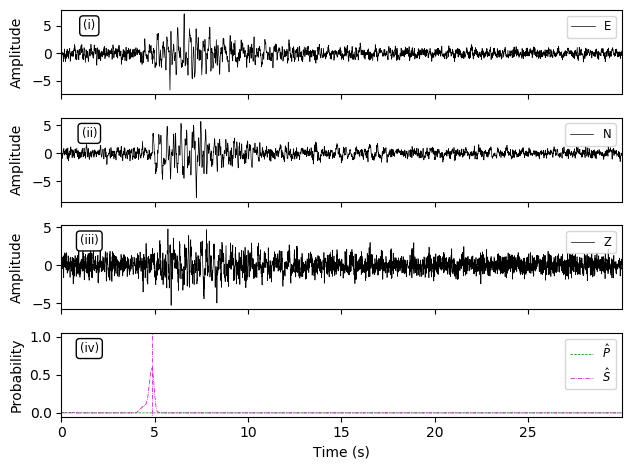 Amplitude
5
0
−5
(i)
E
Amplitude
5
0
−5
(ii)
N
Amplitude
5
0
−5
(iii)
Z
Probability
1.0
0.5
0.0
(iv)
P̂
Ŝ
0 5 10 15 20 25
Time (s)